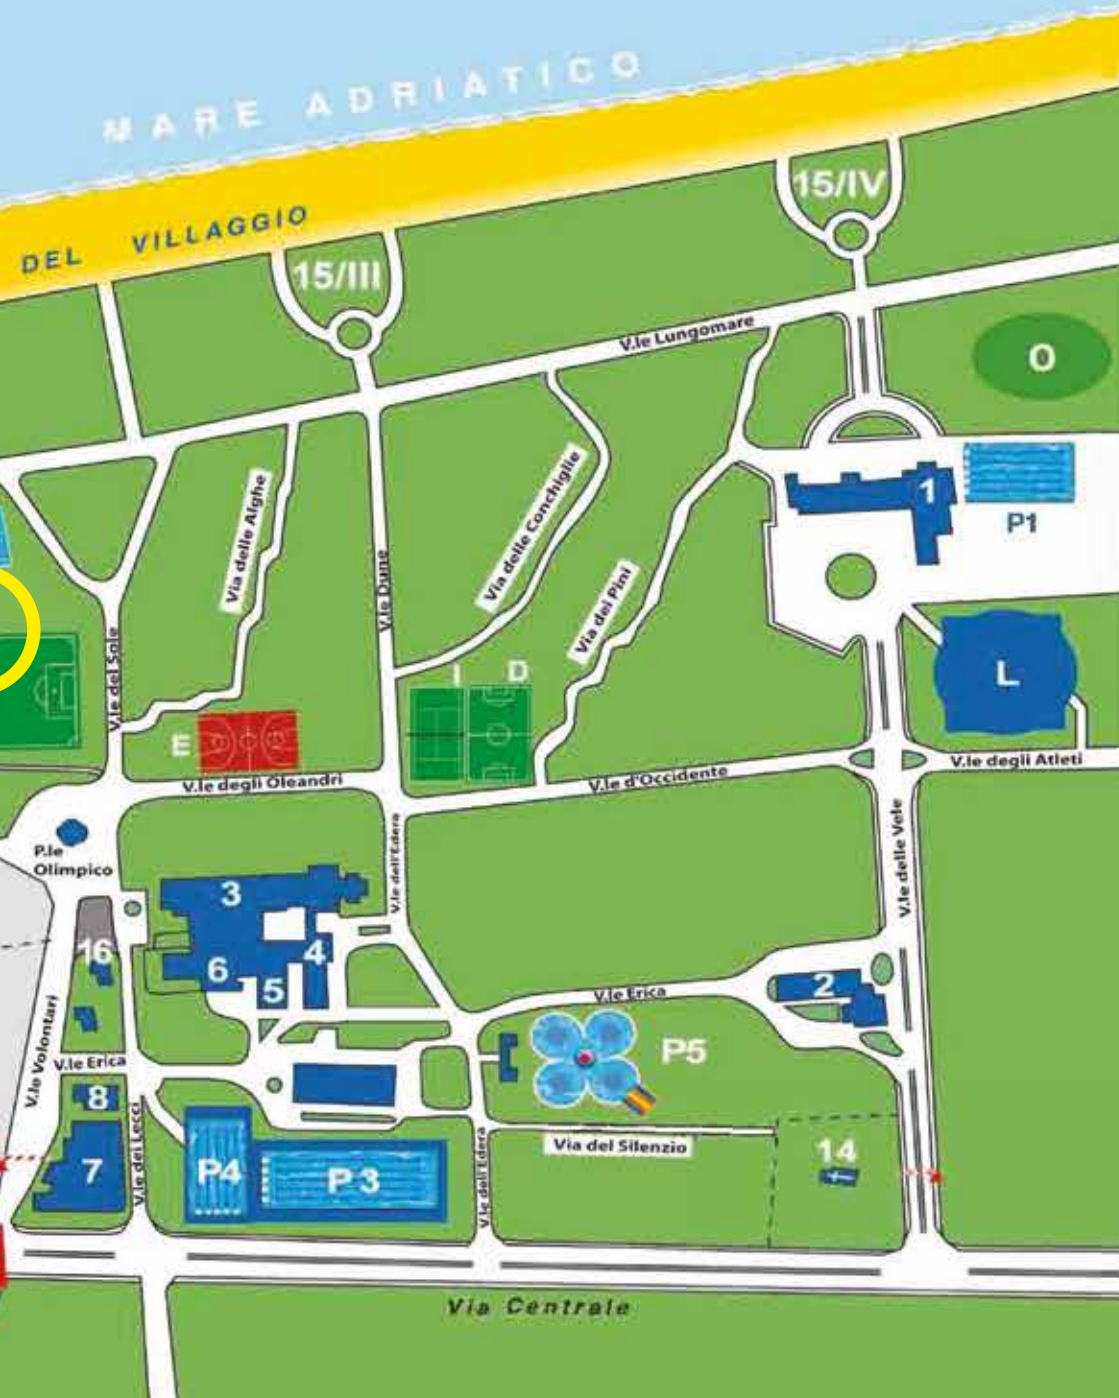 MARE ADRIATICO
DEL VILLAGGIO
15/IV
15/III
V.le Lungomare
O
Via delle Alghe
V.le Dune
Via delle Conchiglie
Via dei Pini
1
P1
V.le del Sole
I
D
L
E
V.le degli Oleandri
V.le d'Occidente
V.le degli Atleti
P.le
Olimpico
V.le dell'Edera
V.le delle Vele
3
16
6
4
5
2
V.le Erica
V.le Volontari
P5
V.le Erica
8
7
V.le dei Lecci
P4
P3
V.le dell'Edera
Via del Silenzio
14
Via Centrale